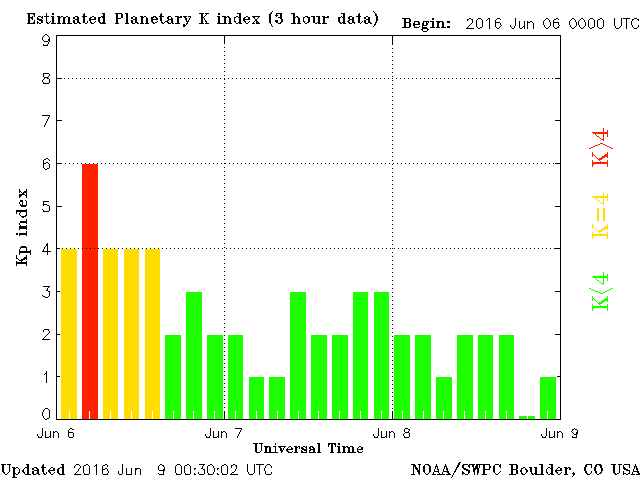 Estimated Planetary K index (3 hour data)
Begin: 2016 Jun 06 0000 UTC
9
8
7
6
5
4
3
2
1
0
Kp index
K>4
K=4
K<4
Jun 6
Jun 7
Jun 8
Jun 9
Universal Time
Updated 2016 Jun 9 00:30:02 UTC
NOAA/SWPC Boulder, CO USA